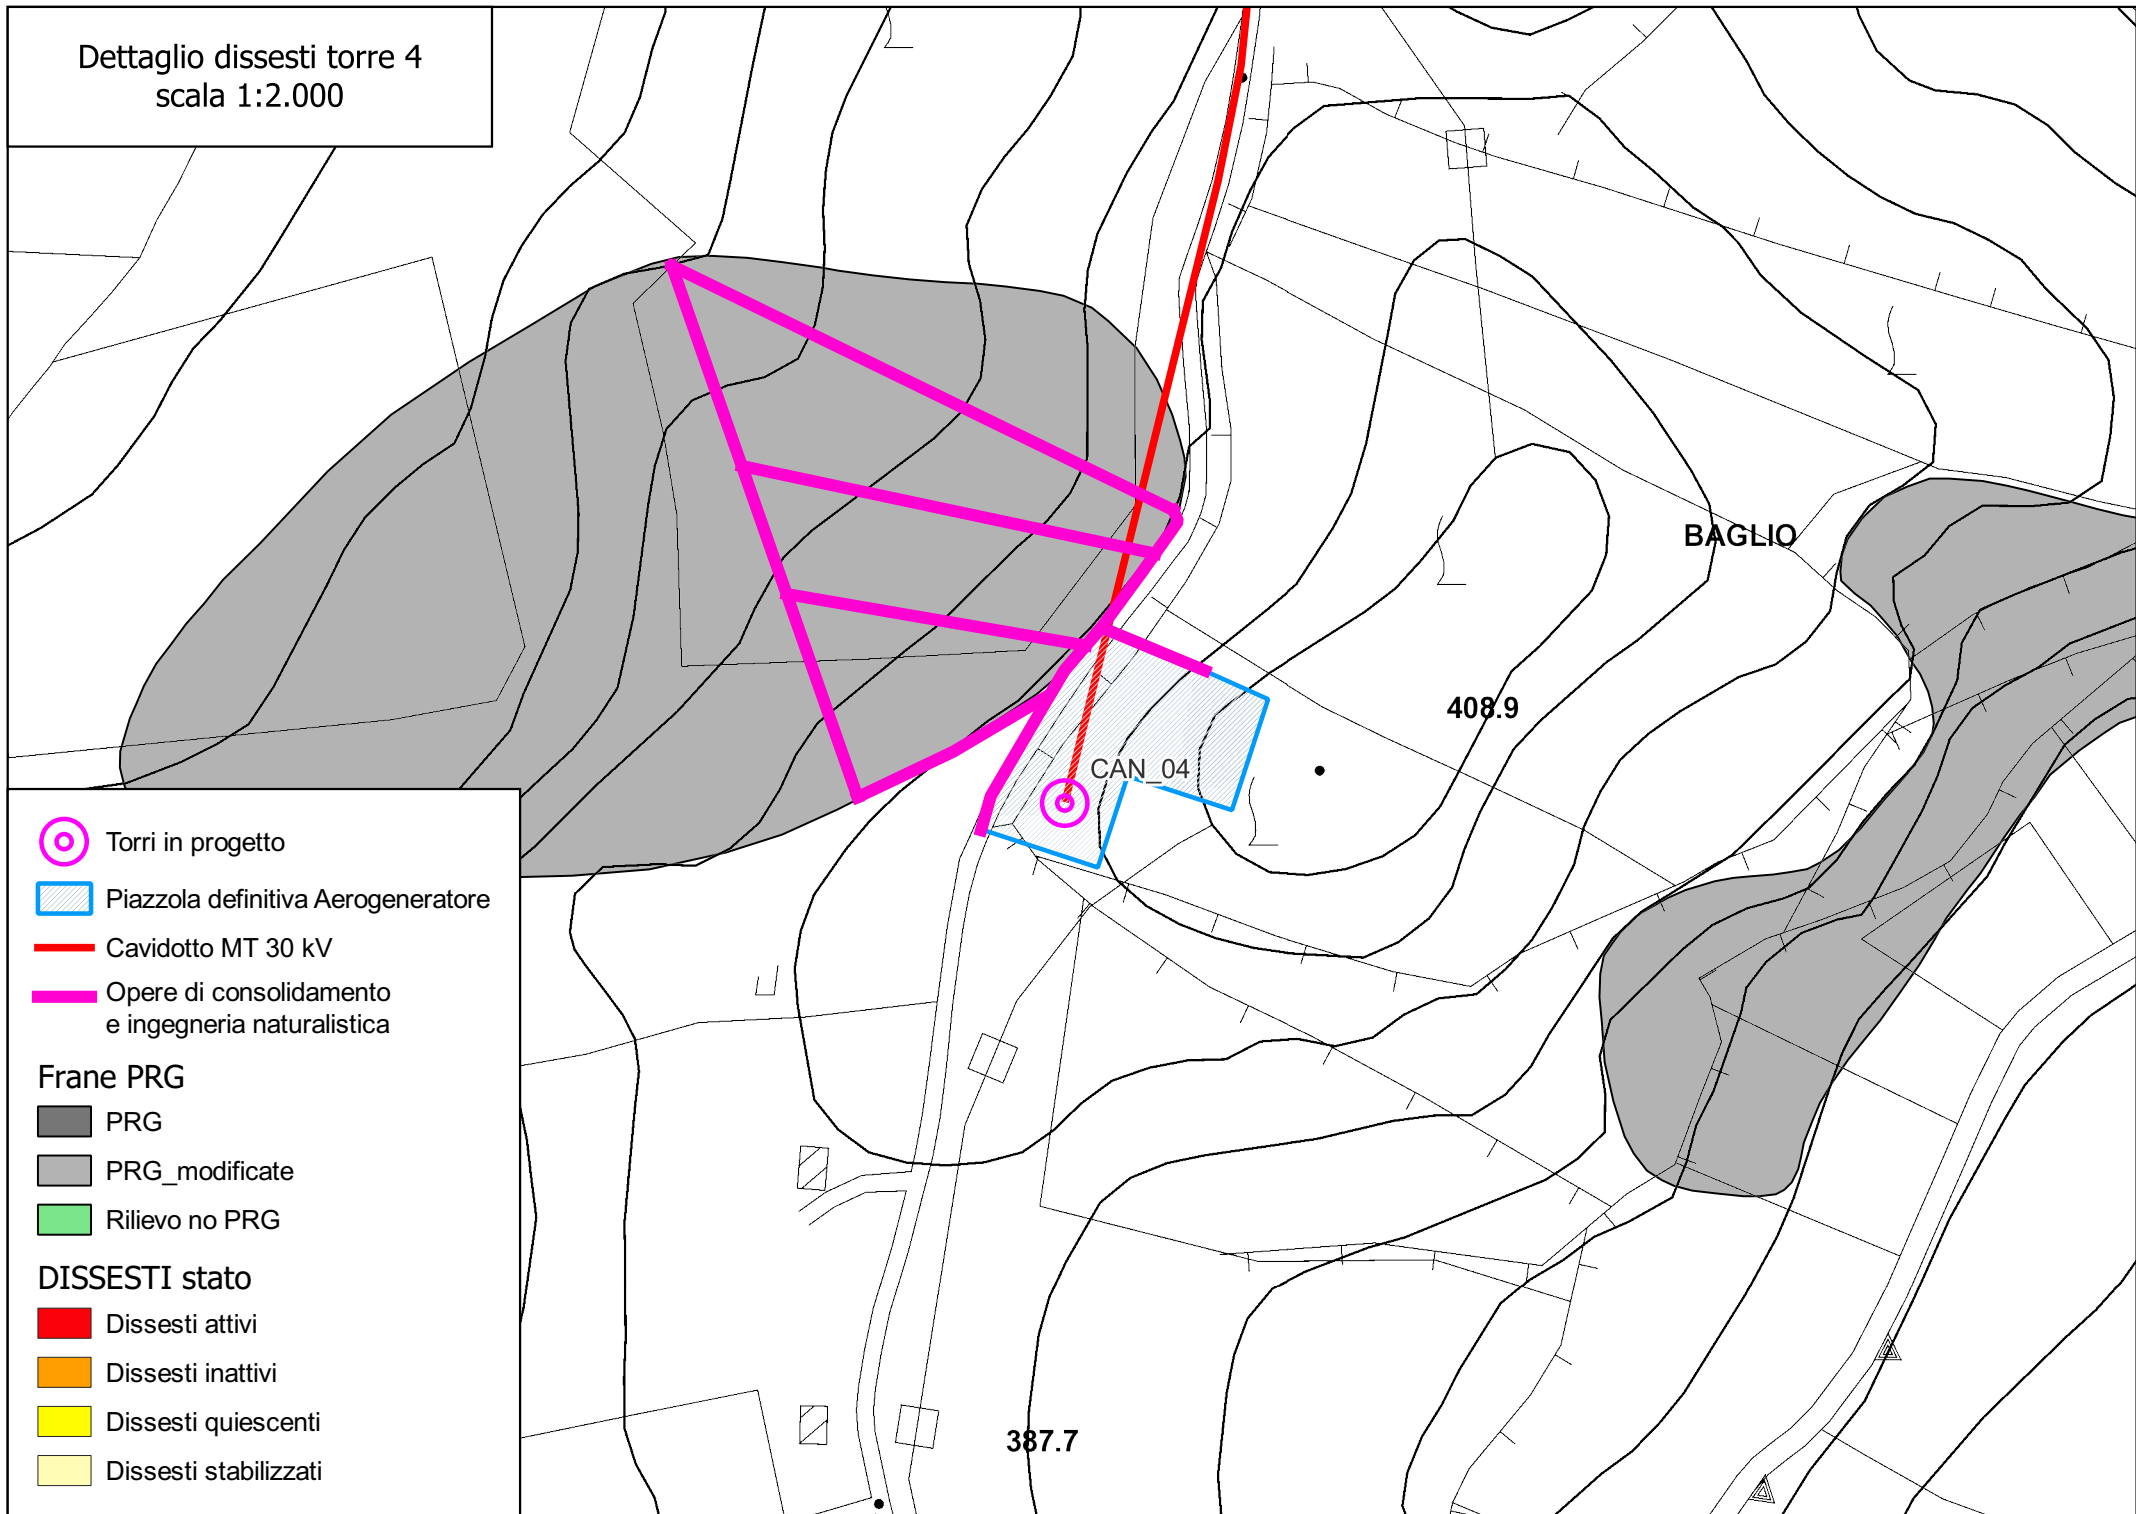 Dettaglio dissesti torre 4
scala 1:2.000
BAGLIO
408.9
CAN_04
Torri in progetto
Piazzola definitiva Aerogeneratore
Cavidotto MT 30 kV
Opere di consolidamento
e ingegneria naturalistica
Frane PRG
PRG
PRG_modificate
Rilievo no PRG
DISSESTI stato
Dissesti attivi
Dissesti inattivi
Dissesti quiescenti
Dissesti stabilizzati
387.7